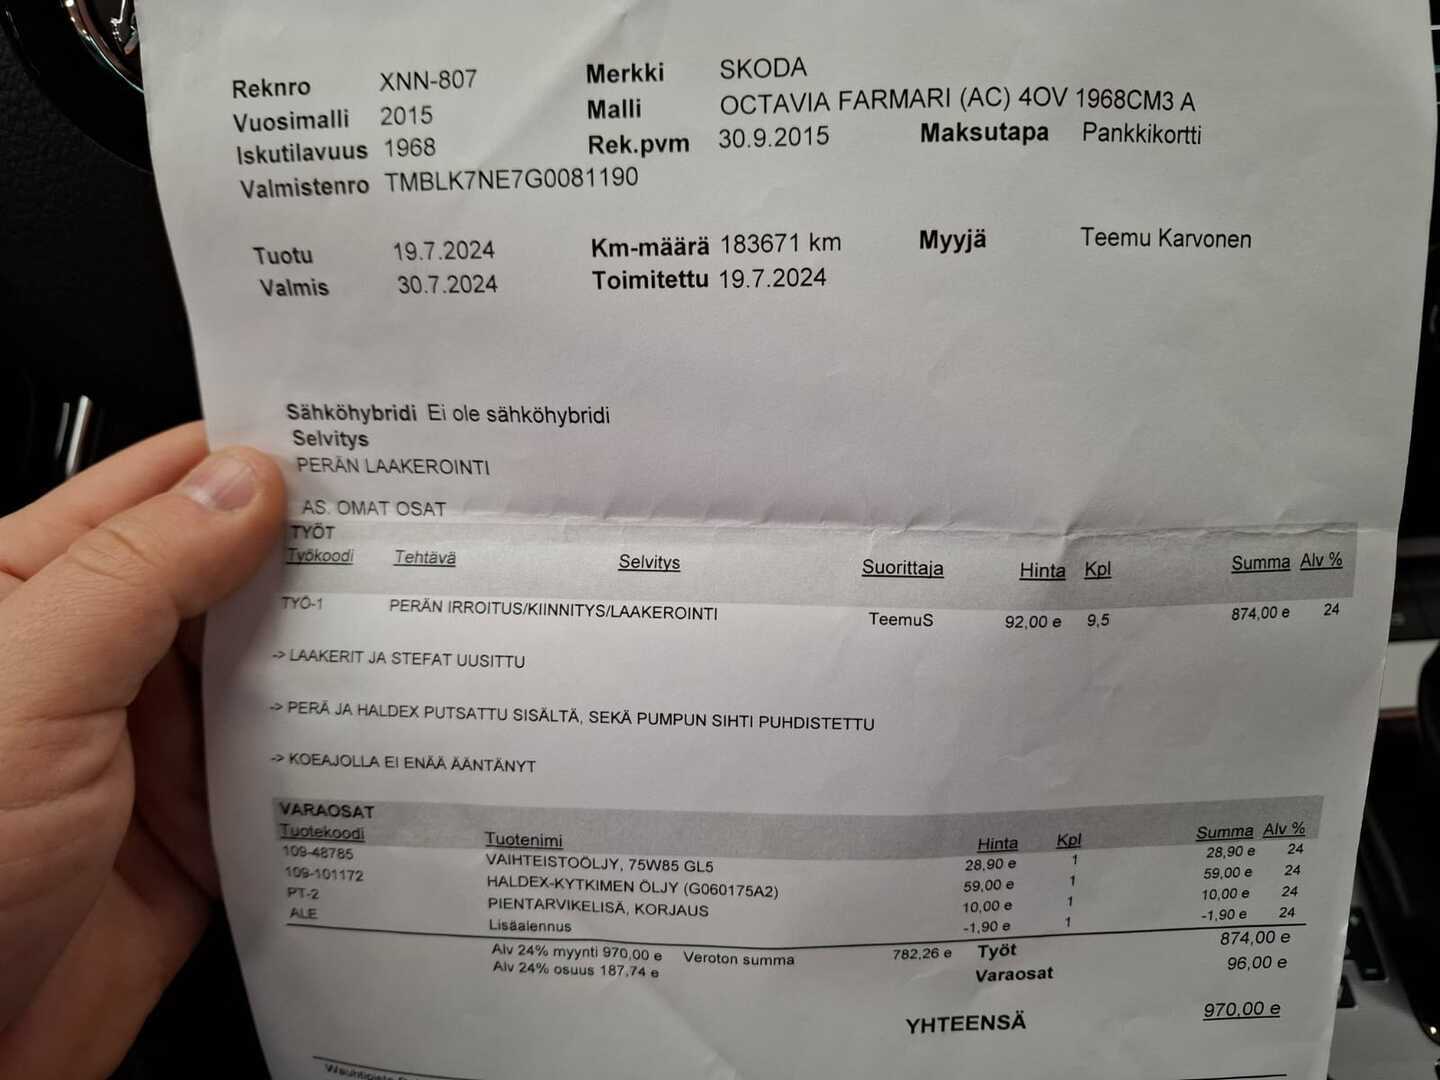 Reknro XNN-807 Merkki SKODA
Vuosimalli 2015 Malli OCTAVIA FARMARI (AC) 4OV 1968CM3 A
Iskutilavuus 1968 Rek.pvm 30.9.2015 Maksutapa Pankkikortti
Valmistenro TMBLK7NE7G0081190
Tuotu 19.7.2024 Km-määrä 183671 km Myyjä Teemu Karvonen
Valmis 30.7.2024 Toimitettu 19.7.2024
Sähköhybridi Ei ole sähköhybridi
Selvitys
PERÄN LAAKEROINTI
AS. OMAT OSAT
TYÖT
Työkoodi Tehtävä Selvitys Suorittaja Hinta Kpl Summa Alv %
TYÖ-1 PERÄN IRROITUS/KIINNITYS/LAAKEROINTI TeemuS 92,00 e 9,5 874,00 e 24
-> LAAKERIT JA STEFAT UUSITTU
-> PERÄ JA HALDEX PUTSATTU SISÄLTÄ, SEKÄ PUMPUN SIHTI PUHDISTETTU
-> KOEAJOLLA EI ENÄÄ ÄÄNTÄNYT
VARAOSAT
Tuotekoodi Tuotenimi Hinta Kpl Summa Alv %
109-48785 VAIHTEISTOÖLJY, 75W85 GL5 28,90 e 1 28,90 e 24
109-101172 HALDEX-KYTKIMEN ÖLJY (G060175A2) 59,00 e 1 59,00 e 24
PT-2 PIENTARVIKELISÄ, KORJAUS 10,00 e 1 10,00 e 24
ALE Lisäalennus -1,90 e 1 -1,90 e 24
Alv 24% myynti 970,00 e Veroton summa 782,26 e Työt 874,00 e
Alv 24% osuus 187,74 e Varaosat 96,00 e
YHTEENSÄ 970,00 e